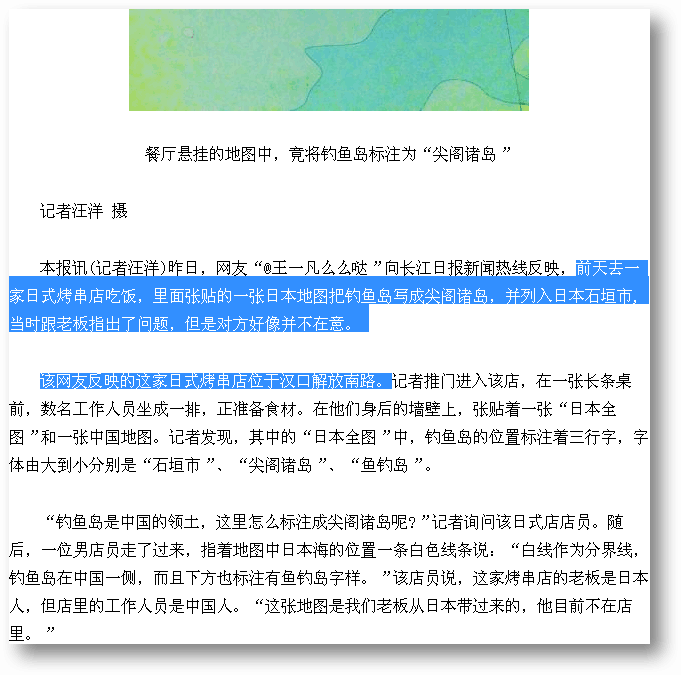 餐厅悬挂的地图中，竟将钓鱼岛标注为“尖阁诸岛 ”
记者汪洋 摄
本报讯(记者汪洋)昨日，网友“@王一凡么么哒 ”向长江日报新闻热线反映，前天去一
家日式烤串店吃饭，里面张贴的一张日本地图把钓鱼岛写成尖阁诸岛，并列入日本石垣市，
当时跟老板指出了问题，但是对方好像并不在意。
该网友反映的这家日式烤串店位于汉口解放南路。记者推门进入该店，在一张长条桌
前，数名工作人员坐成一排，正准备食材。在他们身后的墙壁上，张贴着一张“日本全
图 ”和一张中国地图。记者发现，其中的“日本全图 ”中，钓鱼岛的位置标注着三行字，字
体由大到小分别是“石垣市 ”、“尖阁诸岛 ”、“鱼钓岛 ”。
“钓鱼岛是中国的领土，这里怎么标注成尖阁诸岛呢? ”记者询问该日式店店员。随
后，一位男店员走了过来，指着地图中日本海的位置一条白色线条说：“白线作为分界线，
钓鱼岛在中国一侧，而且下方也标注有鱼钓岛字样。 ”该店员说，这家烤串店的老板是日本
人，但店里的工作人员是中国人。“这张地图是我们老板从日本带过来的，他目前不在店
里。 ”